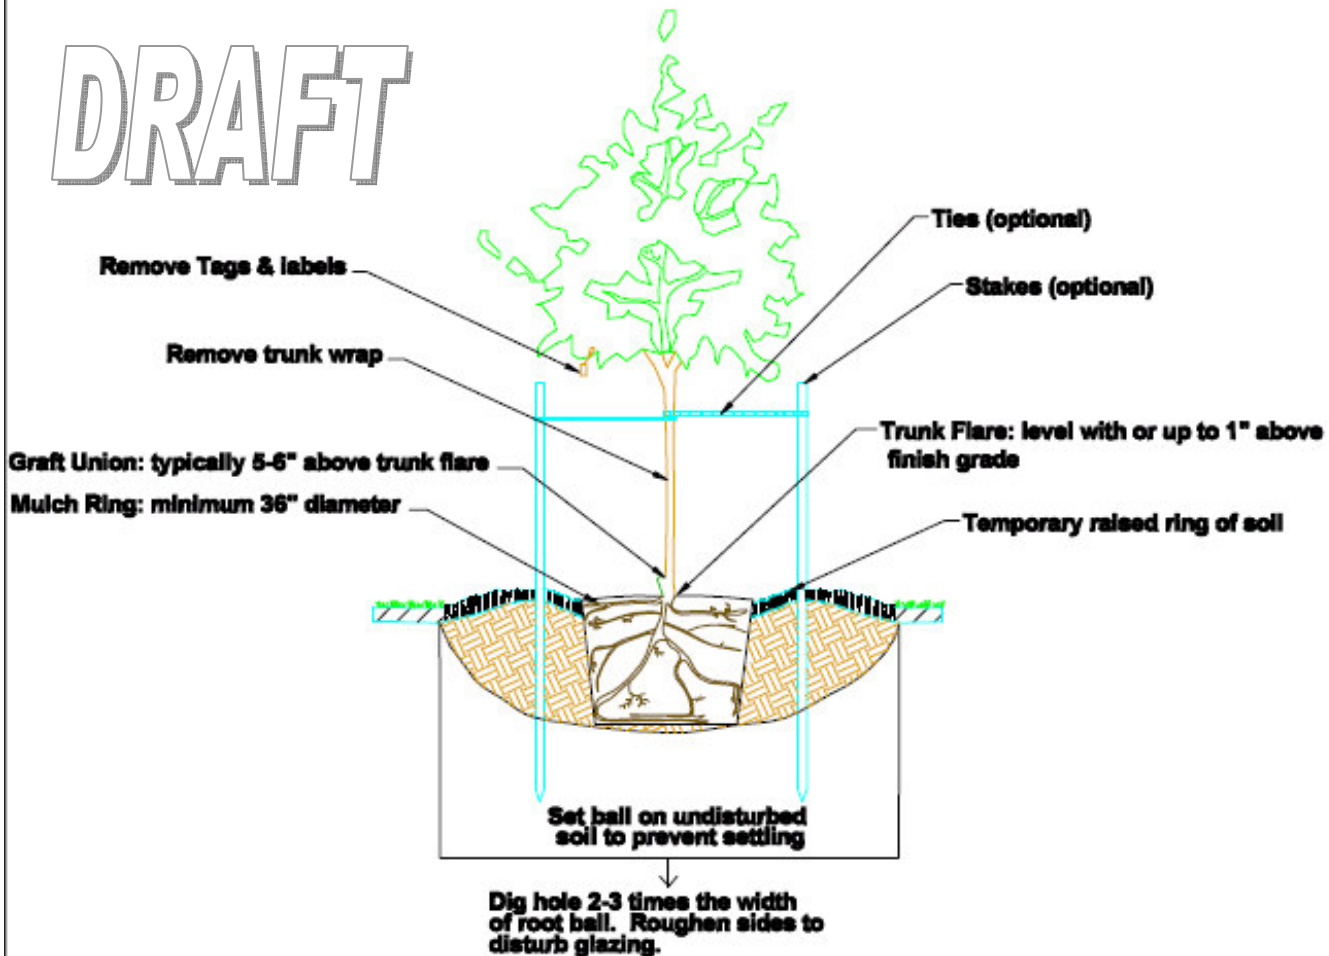 DRAFT
Ties (optional)
Remove Tags & labels
Stakes (optional)
Remove trunk wrap
Trunk Flare: level with or up to 1" above
finish grade
Graft Union: typically 5-6" above trunk flare
Mulch Ring: minimum 36" diameter
Temporary raised ring of soil
Set ball on undisturbed
soil to prevent settling
Dig hole 2-3 times the width
of root ball. Roughen sides to
disturb glazing.